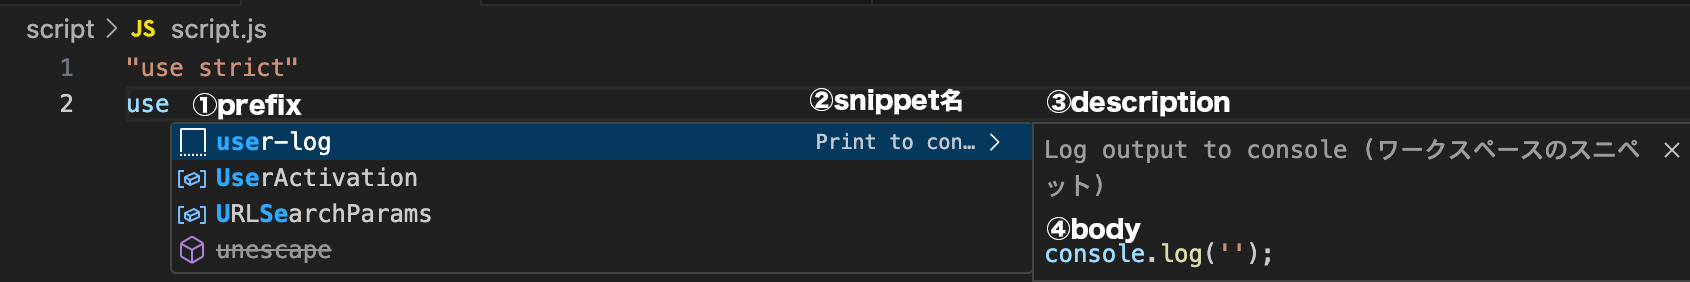 script > JS script.js
1 "use strict"
2 use ①prefix ②snippet名 ③description
user-log Print to con… >
UserActivation
URLSearchParams
unescape
Log output to console (ワークスペースのスニペ ×
ット)
④body
console.log('');